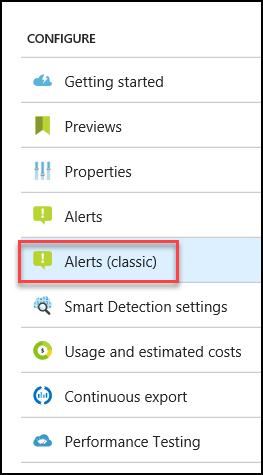 CONFIGURE
Getting started
Previews
Properties
Alerts
Alerts (classic)
Smart Detection settings
Usage and estimated costs
Continuous export
Performance Testing